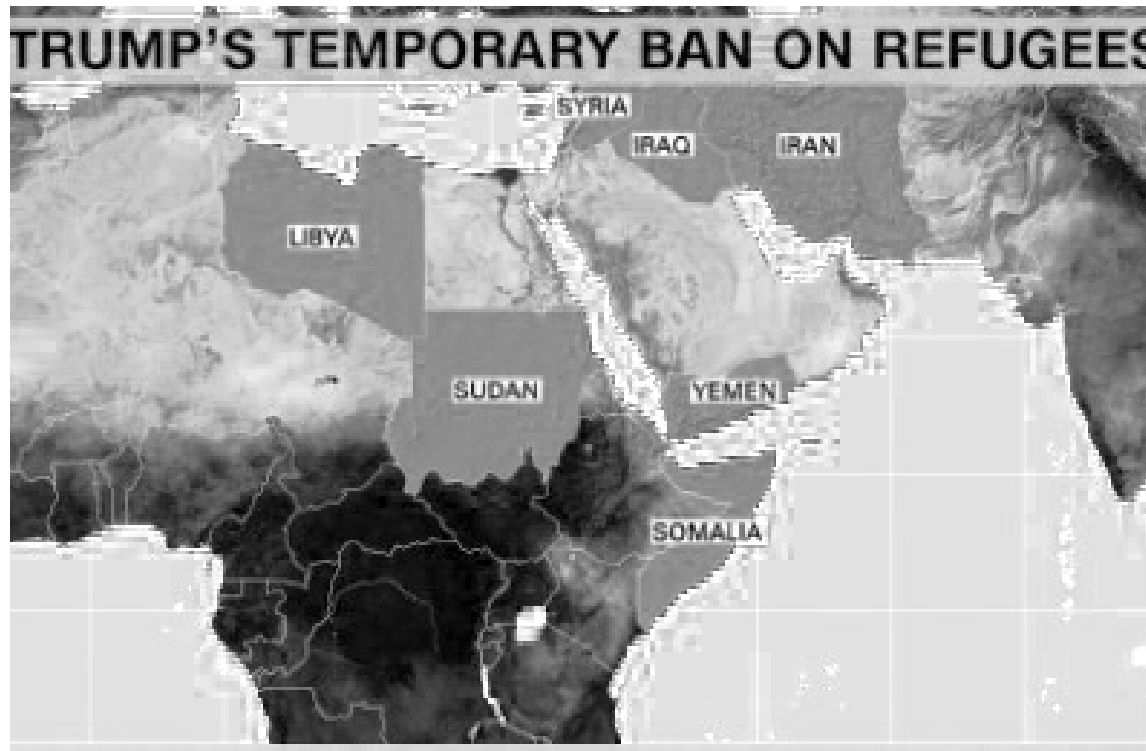 TRUMP'S TEMPORARY BAN ON REFUGEES
SYRIA
IRAQ
IRAN
LIBYA
SUDAN
YEMEN
SOMALIA